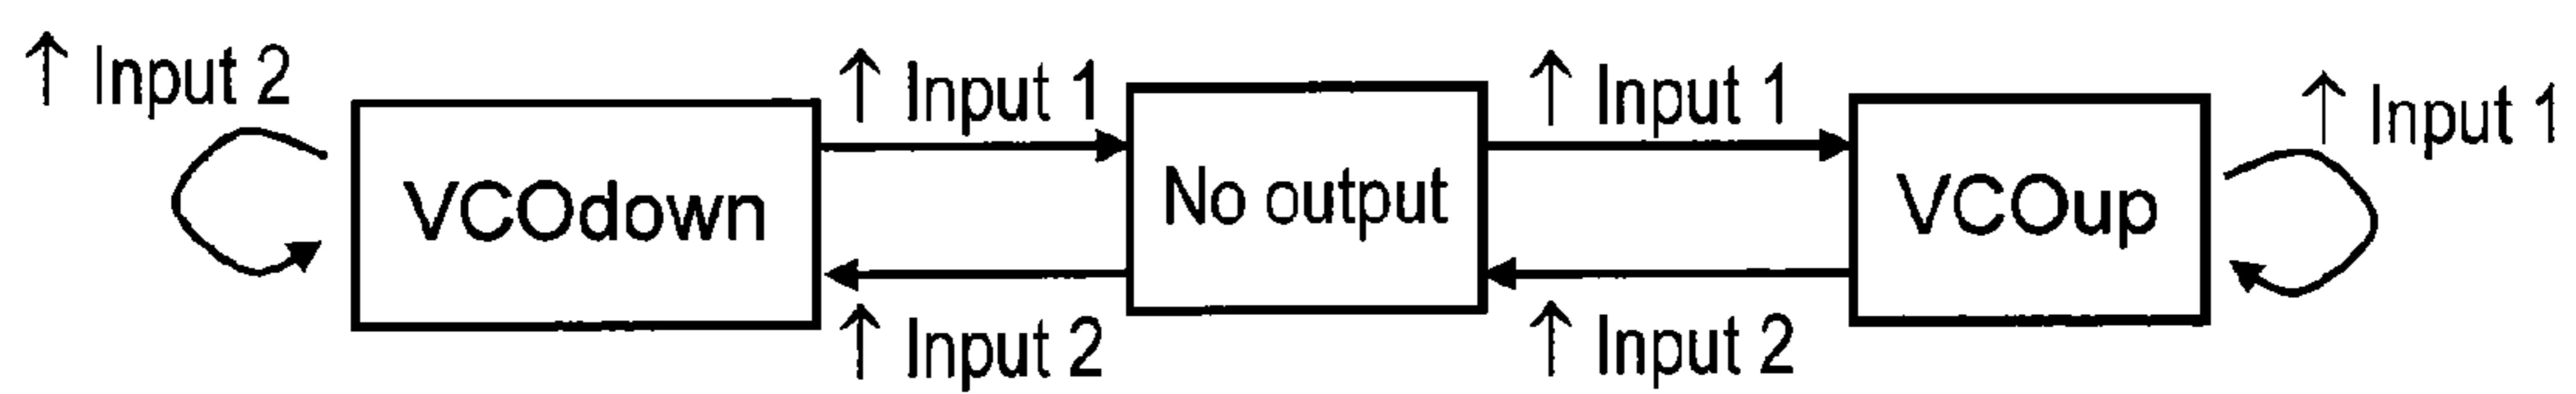 ↑ Input 2
↑ Input 1
↑ Input 1
↑ Input 1
VCOdown
No output
VCOup
↑ Input 2
↑ Input 2